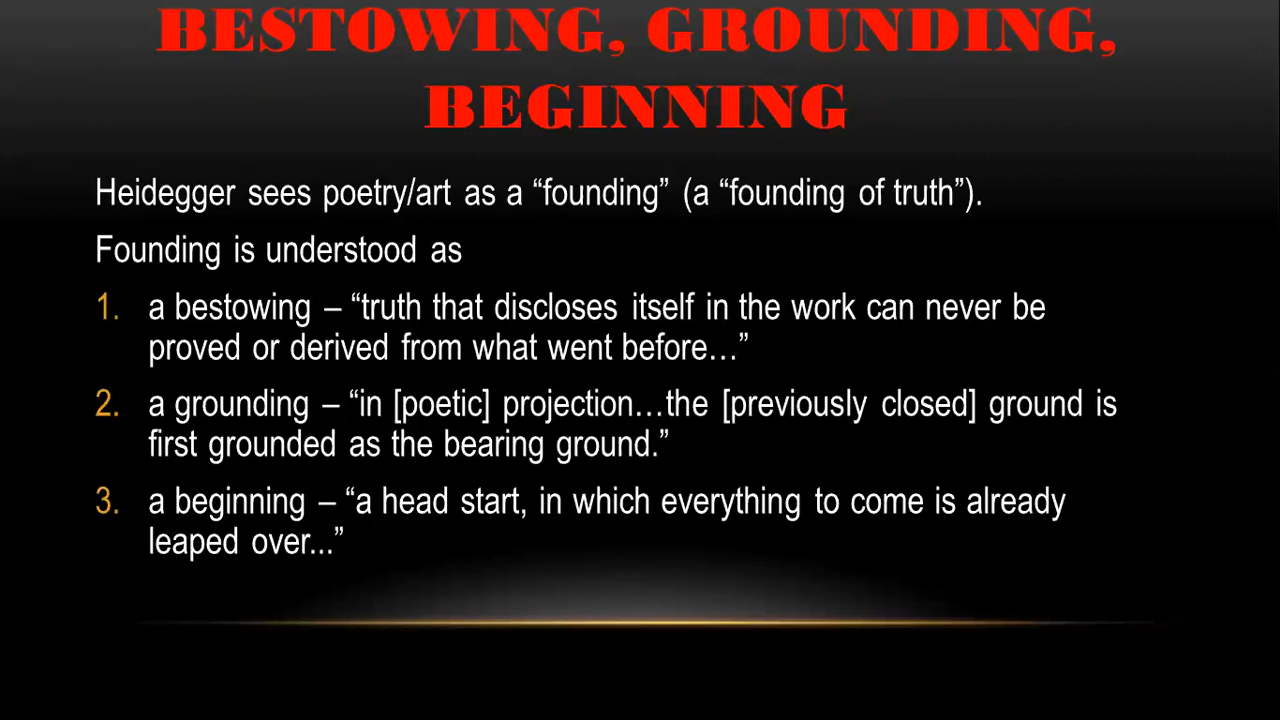 BESTOWING, GROUNDING,
BEGINNING
Heidegger sees poetry/art as a “founding” (a “founding of truth”).
Founding is understood as
1. a bestowing – “truth that discloses itself in the work can never be
proved or derived from what went before…”
2. a grounding – “in [poetic] projection…the [previously closed] ground is
first grounded as the bearing ground.”
3. a beginning – “a head start, in which everything to come is already
leaped over...”